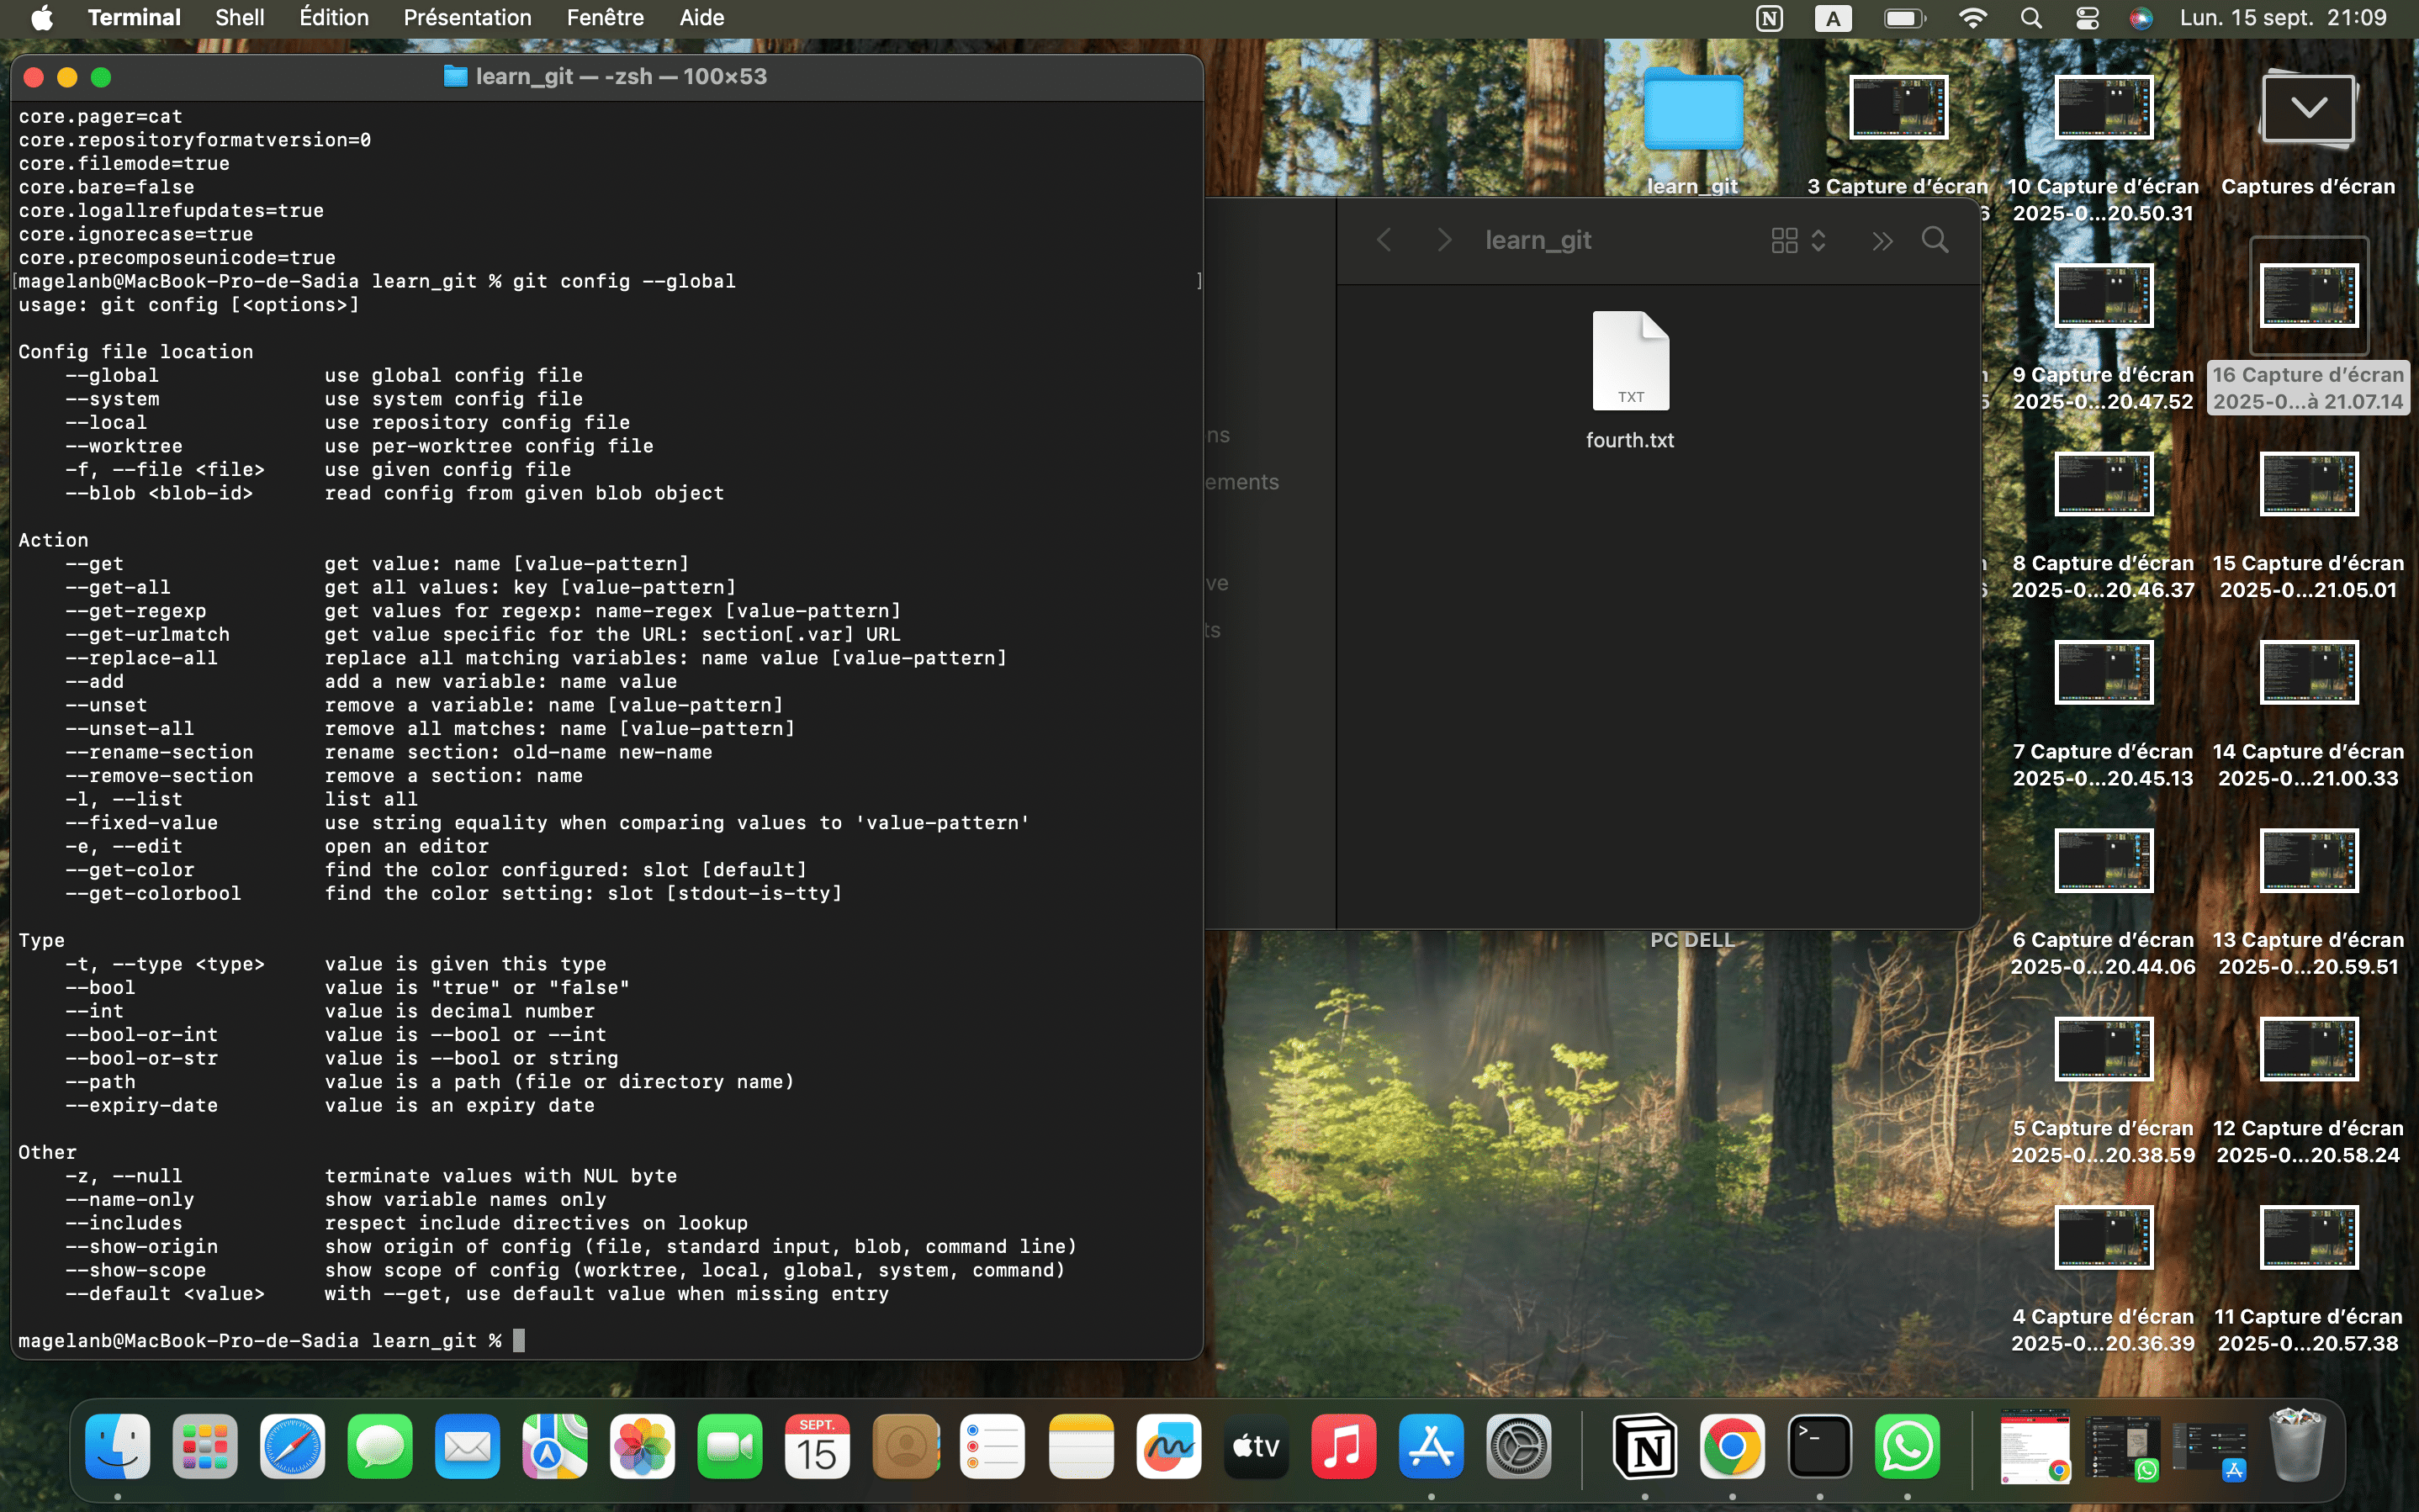 Terminal Shell Édition Présentation Fenêtre Aide A Lun. 15 sept. 21:09
learn_git — -zsh — 100×53
core.pager=cat
core.repositoryformatversion=0
core.filemode=true
core.bare=false
core.logallrefupdates=true
core.ignorecase=true
core.precomposeunicode=true
[magelanb@MacBook-Pro-de-Sadia learn_git % git config --global ]
usage: git config [<options>]
Config file location
--global use global config file
--system use system config file
--local use repository config file
--worktree use per-worktree config file
-f, --file <file> use given config file
--blob <blob-id> read config from given blob object
Action
--get get value: name [value-pattern]
--get-all get all values: key [value-pattern]
--get-regexp get values for regexp: name-regex [value-pattern]
--get-urlmatch get value specific for the URL: section[.var] URL
--replace-all replace all matching variables: name value [value-pattern]
--add add a new variable: name value
--unset remove a variable: name [value-pattern]
--unset-all remove all matches: name [value-pattern]
--rename-section rename section: old-name new-name
--remove-section remove a section: name
-l, --list list all
--fixed-value use string equality when comparing values to 'value-pattern'
-e, --edit open an editor
--get-color find the color configured: slot [default]
--get-colorbool find the color setting: slot [stdout-is-tty]
Type
-t, --type <type> value is given this type
--bool value is "true" or "false"
--int value is decimal number
--bool-or-int value is --bool or --int
--bool-or-str value is --bool or string
--path value is a path (file or directory name)
--expiry-date value is an expiry date
Other
-z, --null terminate values with NUL byte
--name-only show variable names only
--includes respect include directives on lookup
--show-origin show origin of config (file, standard input, blob, command line)
--show-scope show scope of config (worktree, local, global, system, command)
--default <value> with --get, use default value when missing entry
magelanb@MacBook-Pro-de-Sadia learn_git %
learn_git
TXT
fourth.txt
ns
ements
ve
ts
learn_git
PC DELL
3 Capture d'écran
6
10 Capture d'écran
2025-0...20.50.31
9 Capture d'écran
2025-0...20.47.52
8 Capture d'écran
2025-0...20.46.37
7 Capture d'écran
2025-0...20.45.13
6 Capture d'écran
2025-0...20.44.06
5 Capture d'écran
2025-0...20.38.59
4 Capture d'écran
2025-0...20.36.39
Captures d'écran
16 Capture d'écran
2025-0...à 21.07.14
15 Capture d'écran
2025-0...21.05.01
14 Capture d'écran
2025-0...21.00.33
13 Capture d'écran
2025-0...20.59.51
12 Capture d'écran
2025-0...20.58.24
11 Capture d'écran
2025-0...20.57.38
SEPT.
15
tv